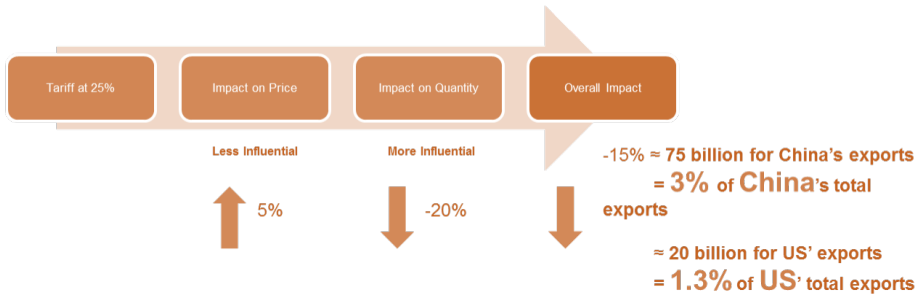 Tariff at 25%
Impact on Price
Impact on Quantity
Overall Impact
Less Influential
More Influential
5%
-20%
-15% ≈ 75 billion for China’s exports
= 3% of China’s total
exports
≈ 20 billion for US’ exports
= 1.3% of US’ total exports